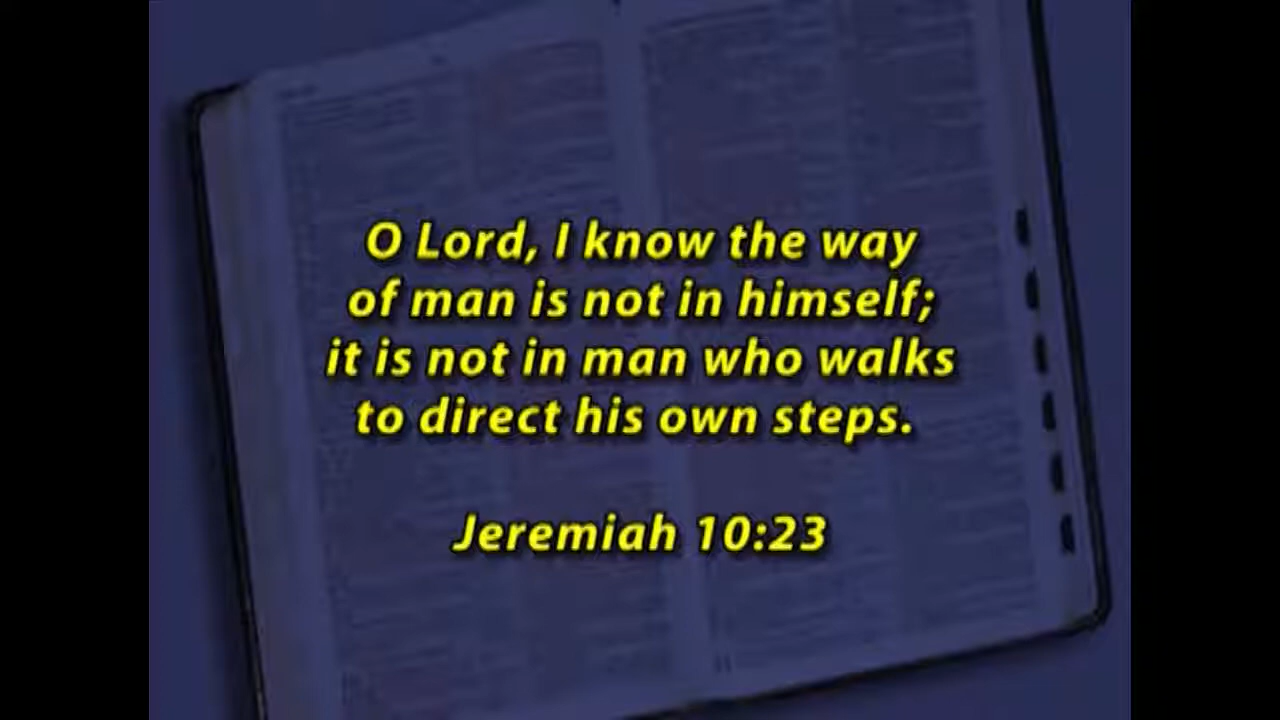 O Lord, I know the way
of man is not in himself;
it is not in man who walks
to direct his own steps.
Jeremiah 10:23